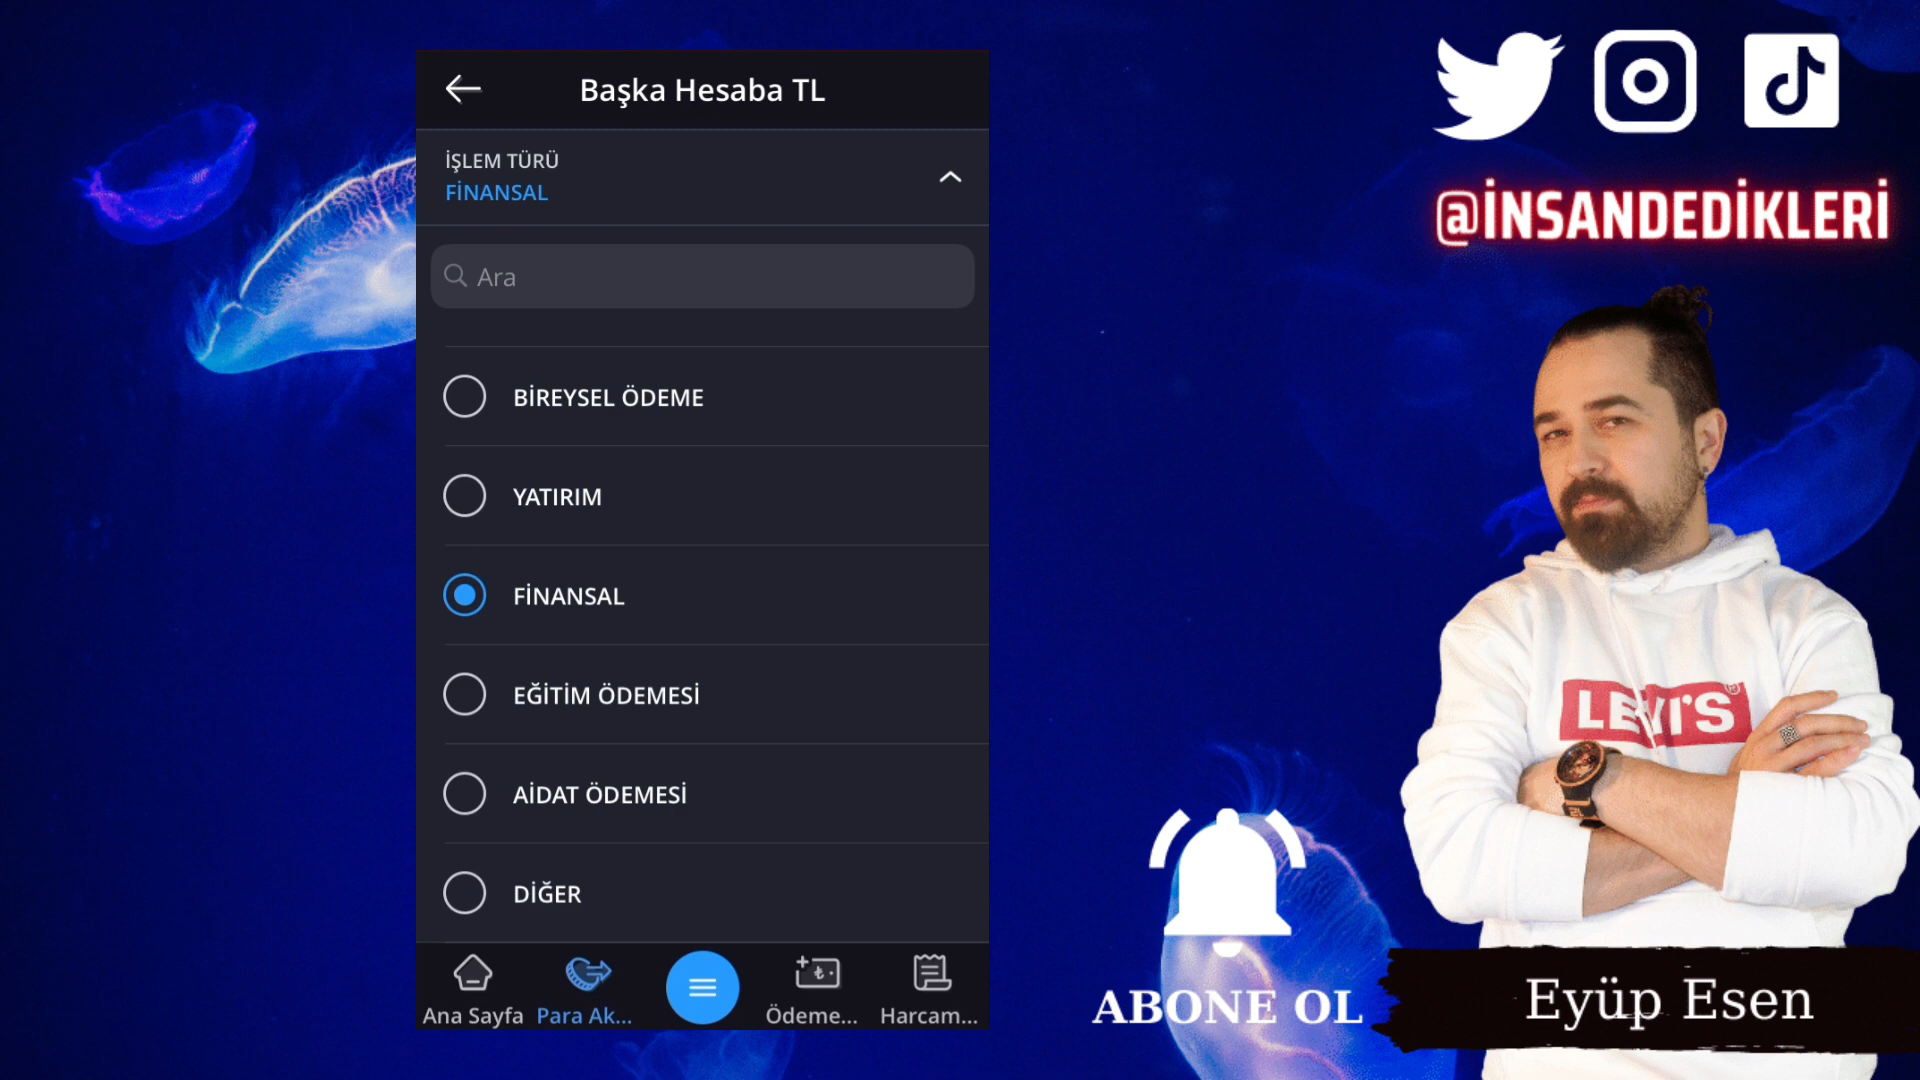 Başka Hesaba TL
İŞLEM TÜRÜ
FİNANSAL
Ara
BİREYSEL ÖDEME
YATIRIM
FİNANSAL
EĞİTİM ÖDEMESİ
AİDAT ÖDEMESİ
DİĞER
Ana Sayfa
Para Ak...
Ödeme...
Harcam...
@İNSANDEDİKLERİ
LEVI'S®
ABONE OL
Eyüp Esen